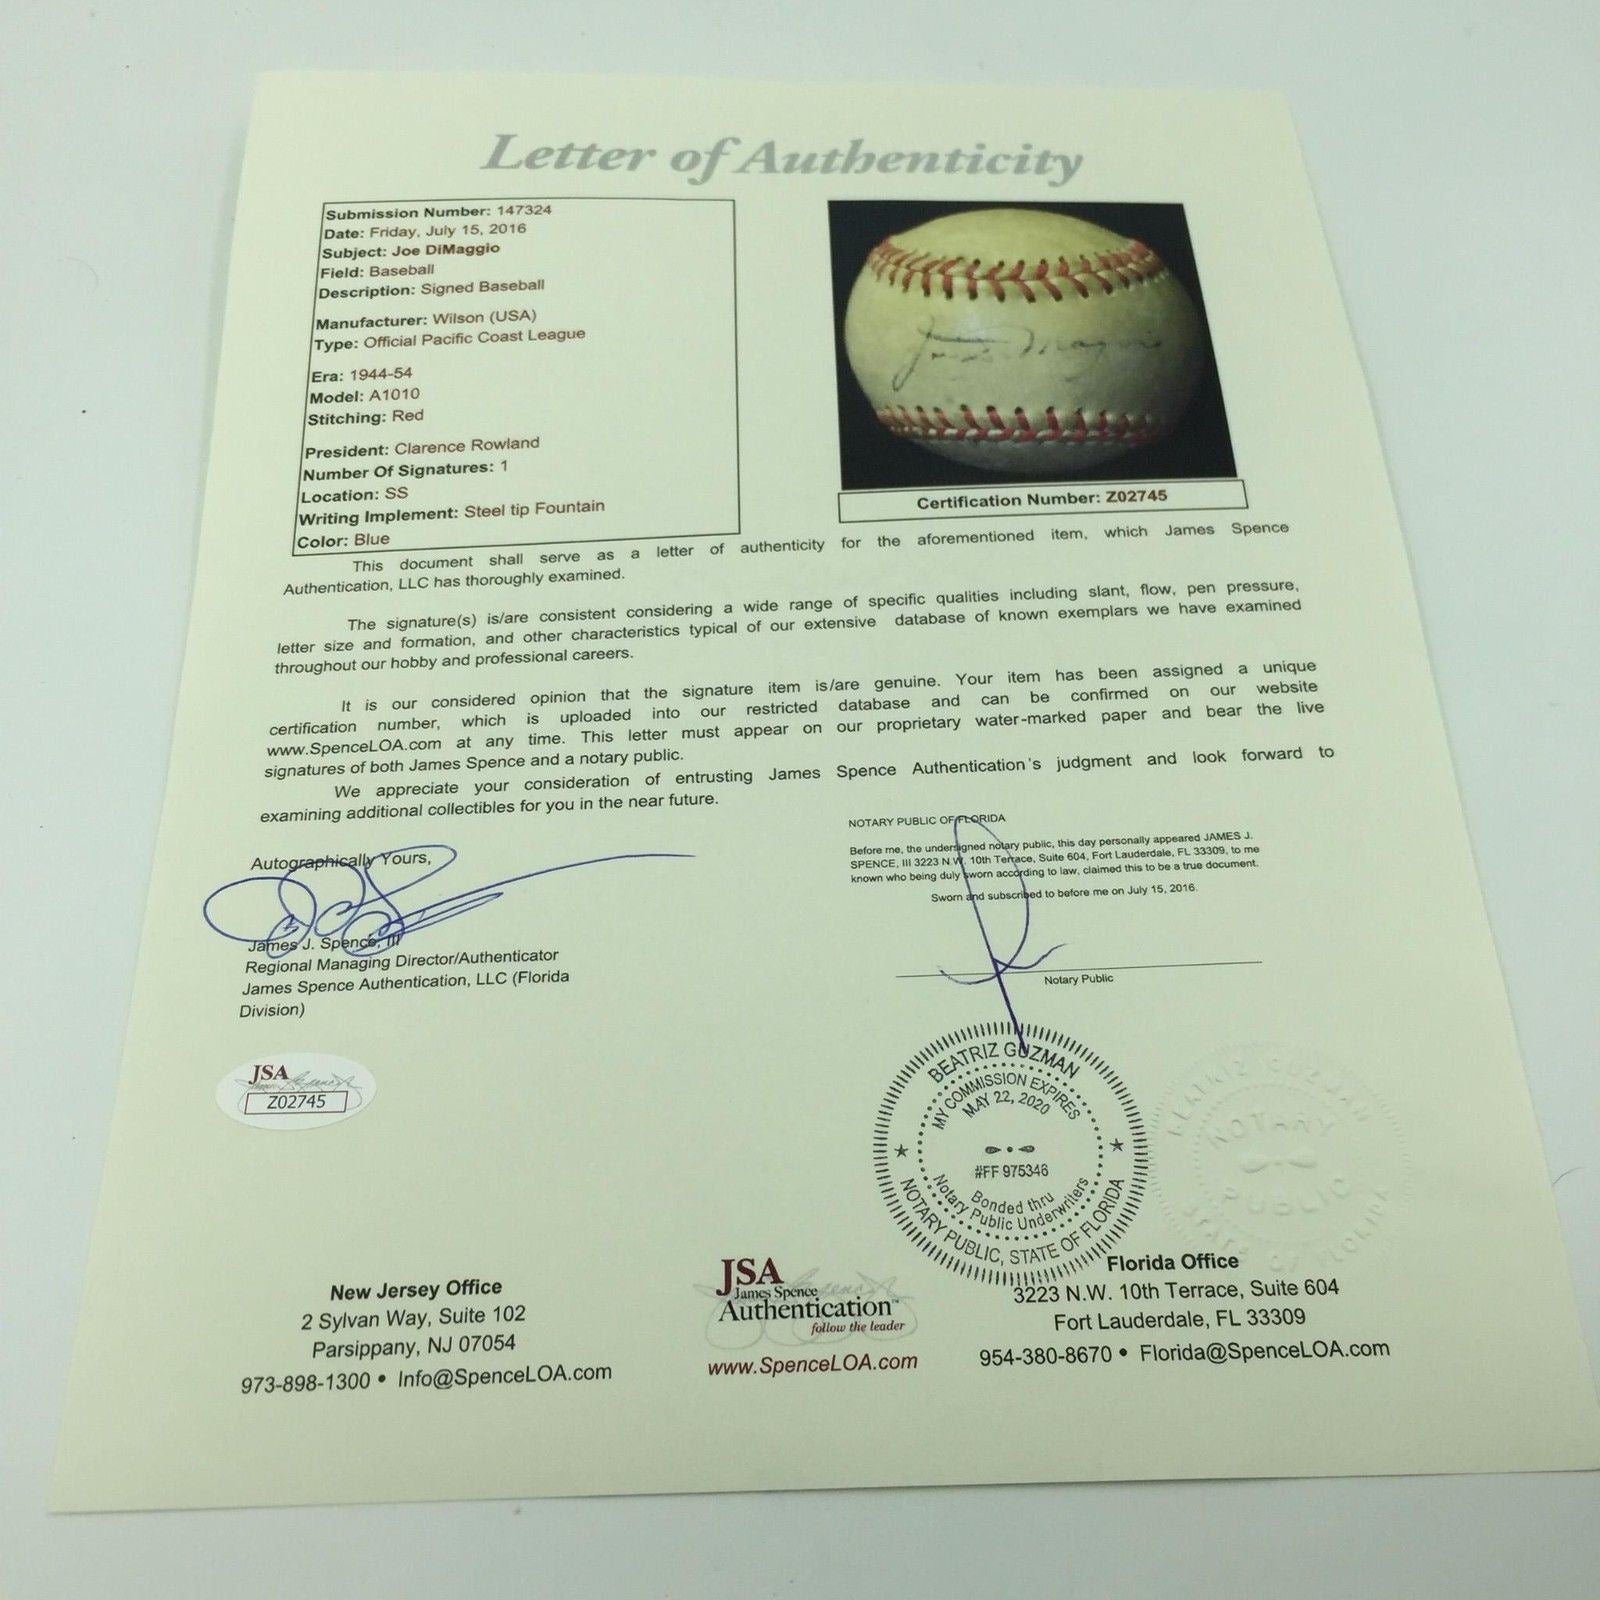 Letter of Authenticity
Submission Number: 147324
Date: Friday, July 15, 2016
Subject: Joe DiMaggio
Field: Baseball
Description: Signed Baseball
Manufacturer: Wilson (USA)
Type: Official Pacific Coast League
Era: 1944-54
Model: A1010
Stitching: Red
President: Clarence Rowland
Number Of Signatures: 1
Location: SS
Writing Implement: Steel tip Fountain
Color: Blue
Certification Number: Z02745
This document shall serve as a letter of authenticity for the aforementioned item, which James Spence
Authentication, LLC has thoroughly examined.
The signature(s) is/are consistent considering a wide range of specific qualities including slant, flow, pen pressure,
letter size and formation, and other characteristics typical of our extensive database of known exemplars we have examined
throughout our hobby and professional careers.
It is our considered opinion that the signature item is/are genuine. Your item has been assigned a unique
certification number, which is uploaded into our restricted database and can be confirmed on our website
www.SpenceLOA.com at any time. This letter must appear on our proprietary water-marked paper and bear the live
signatures of both James Spence and a notary public.
We appreciate your consideration of entrusting James Spence Authentication's judgment and look forward to
examining additional collectibles for you in the near future.
Autographically Yours,
James J. Spence, III
Regional Managing Director/Authenticator
James Spence Authentication, LLC (Florida
Division)
NOTARY PUBLIC OF FLORIDA
Before me, the undersigned notary public, this day personally appeared JAMES J.
SPENCE, III 3223 N.W. 10th Terrace, Suite 604, Fort Lauderdale, FL 33309, to me
known who being duly sworn according to law, claimed this to be a true document.
Sworn and subscribed to before me on July 15, 2016.
Notary Public
JSA
Z02745
BEATRIZ GUZMAN
MY COMMISSION EXPIRES
MAY 22, 2020
#FF 975346
Bonded thru
Notary Public Underwriters
NOTARY PUBLIC, STATE OF FLORIDA
BEATRIZ GUZMAN
NOTARY
PUBLIC
STATE OF FLORIDA
New Jersey Office
2 Sylvan Way, Suite 102
Parsippany, NJ 07054
973-898-1300 • Info@SpenceLOA.com
JSA
James Spence
Authentication™
follow the leader
www.SpenceLOA.com
Florida Office
3223 N.W. 10th Terrace, Suite 604
Fort Lauderdale, FL 33309
954-380-8670 • Florida@SpenceLOA.com